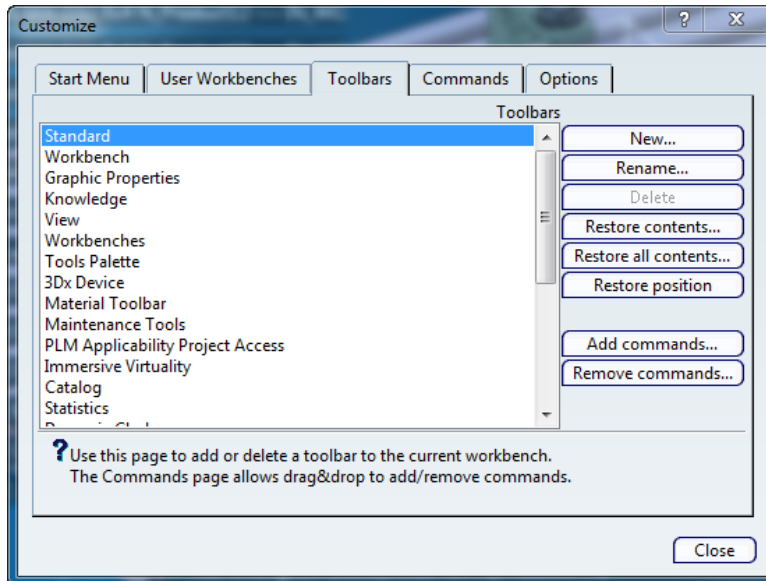 Customize
Start Menu
User Workbenches
Toolbars
Commands
Options
Toolbars
Standard
Workbench
Graphic Properties
Knowledge
View
Workbenches
Tools Palette
3Dx Device
Material Toolbar
Maintenance Tools
PLM Applicability Project Access
Immersive Virtuality
Catalog
Statistics
New...
Rename...
Delete
Restore contents...
Restore all contents...
Restore position
Add commands...
Remove commands...
? Use this page to add or delete a toolbar to the current workbench.
The Commands page allows drag&drop to add/remove commands.
Close